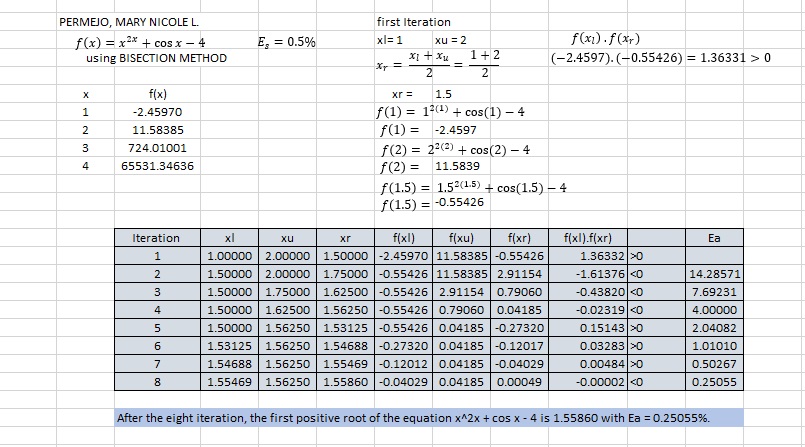 PERMEJO, MARY NICOLE L.
f(x) = x^2x + cos x − 4
E_s = 0.5%
using BISECTION METHOD
x f(x)
1 -2.45970
2 11.58385
3 724.01001
4 65531.34636
first Iteration
xl= 1 xu = 2
x_r = (x_l + x_u)/2 = (1 + 2)/2
xr = 1.5
f(1) = 1^2(1) + cos(1) − 4
f(1) = -2.4597
f(2) = 2^2(2) + cos(2) − 4
f(2) = 11.5839
f(1.5) = 1.5^2(1.5) + cos(1.5) − 4
f(1.5) = -0.55426
f(x_l).f(x_r)
(−2.4597).(−0.55426) = 1.36331 > 0
Iteration xl xu xr f(xl) f(xu) f(xr) f(xl).f(xr) Ea
1 1.00000 2.00000 1.50000 -2.45970 11.58385 -0.55426 1.36332 >0
2 1.50000 2.00000 1.75000 -0.55426 11.58385 2.91154 -1.61376 <0 14.28571
3 1.50000 1.75000 1.62500 -0.55426 2.91154 0.79060 -0.43820 <0 7.69231
4 1.50000 1.62500 1.56250 -0.55426 0.79060 0.04185 -0.02319 <0 4.00000
5 1.50000 1.56250 1.53125 -0.55426 0.04185 -0.27320 0.15143 >0 2.04082
6 1.53125 1.56250 1.54688 -0.27320 0.04185 -0.12017 0.03283 >0 1.01010
7 1.54688 1.56250 1.55469 -0.12012 0.04185 -0.04029 0.00484 >0 0.50267
8 1.55469 1.56250 1.55860 -0.04029 0.04185 0.00049 -0.00002 <0 0.25055
After the eight iteration, the first positive root of the equation x^2x + cos x - 4 is 1.55860 with Ea = 0.25055%.